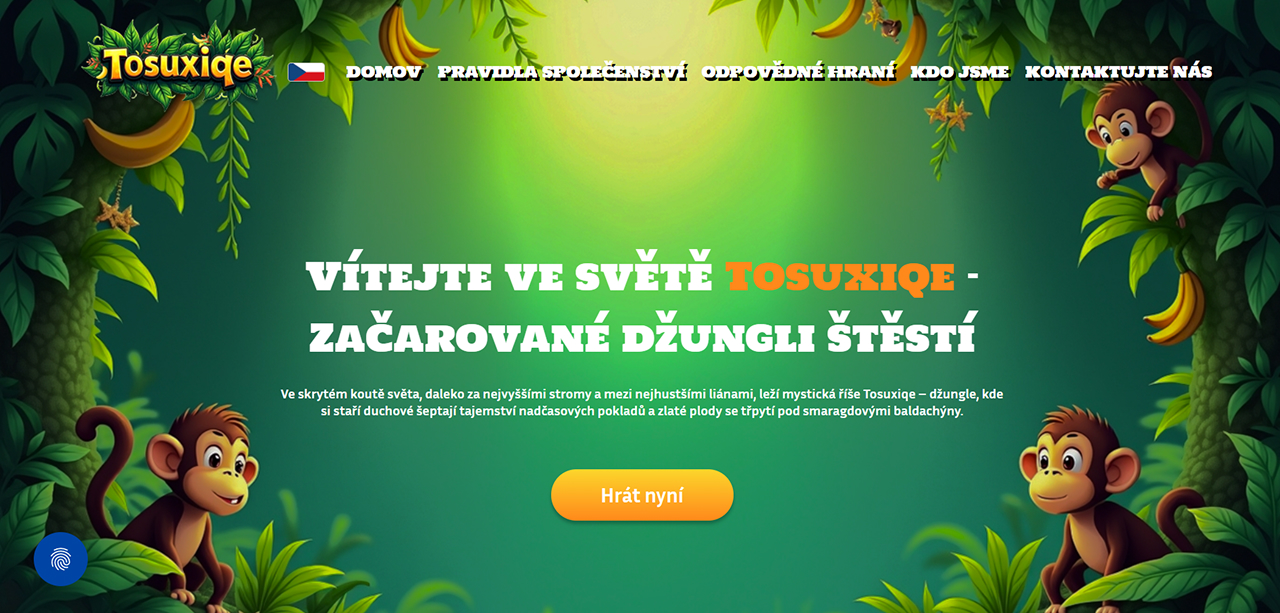 Tosuxiqe
DOMOV PRAVIDLA SPOLEČENSTVÍ ODPOVĚDNÉ HRANÍ KDO JSME KONTAKTUJTE NÁS
Vítejte ve světě Tosuxiqe -
začarované džungli štěstí
Ve skrytém koutě světa, daleko za nejvyššími stromy a mezi nejhustšími liánami, leží mystická říše Tosuxiqe – džungle, kde
si staří duchové šeptají tajemství nadčasových pokladů a zlaté plody se třpytí pod smaragdovými baldachýny.
Hrát nyní